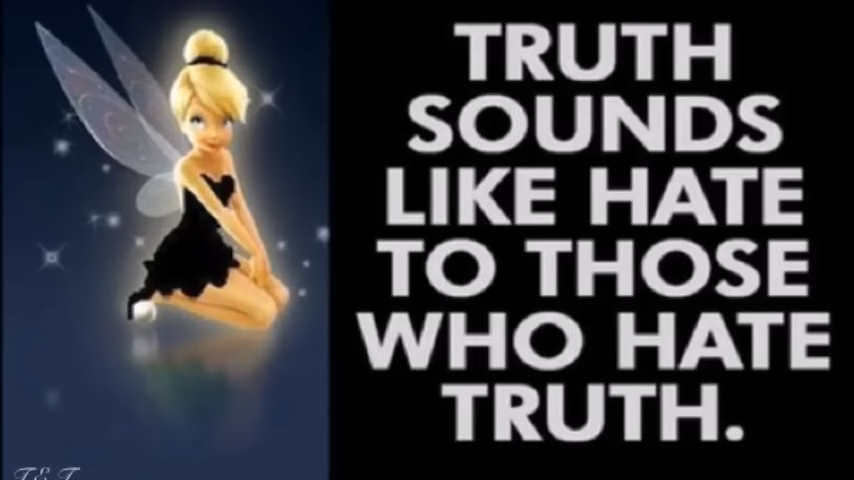 TRUTH
SOUNDS
LIKE HATE
TO THOSE
WHO HATE
TRUTH.